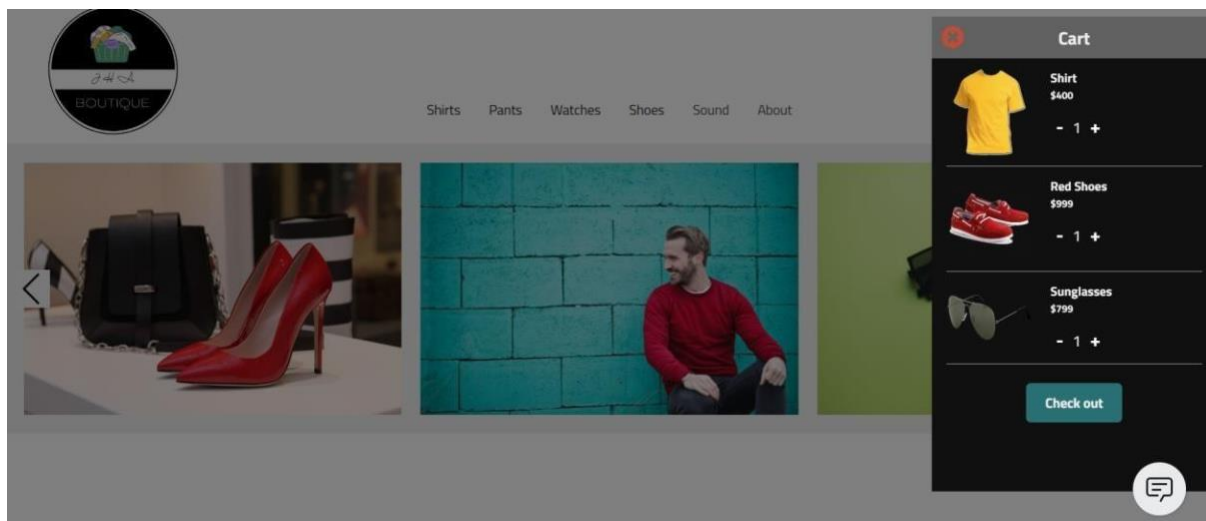 J H A
BOUTIQUE
Shirts Pants Watches Shoes Sound About
Cart
Shirt
$400
- 1 +
Red Shoes
$999
- 1 +
Sunglasses
$799
- 1 +
Check out